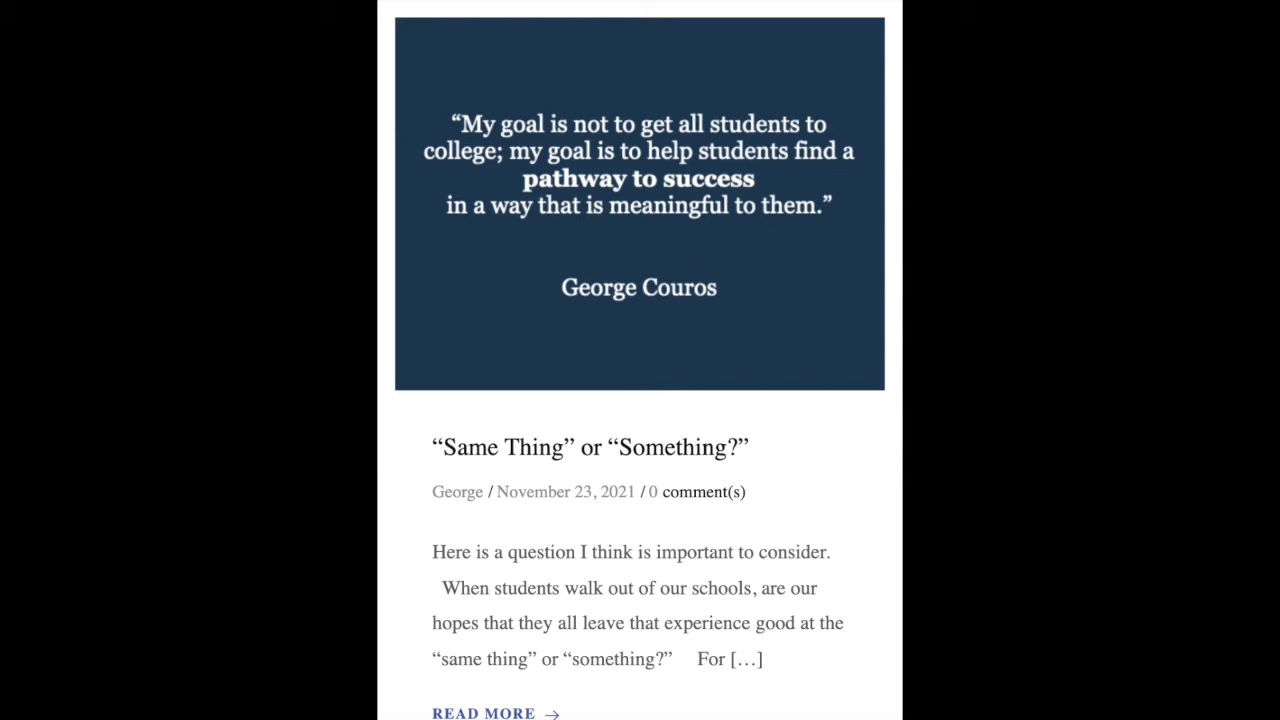 “My goal is not to get all students to
college; my goal is to help students find a
pathway to success
in a way that is meaningful to them.”
George Couros
“Same Thing” or “Something?”
George / November 23, 2021 / 0 comment(s)
Here is a question I think is important to consider.
When students walk out of our schools, are our
hopes that they all leave that experience good at the
“same thing” or “something?” For […]
READ MORE →